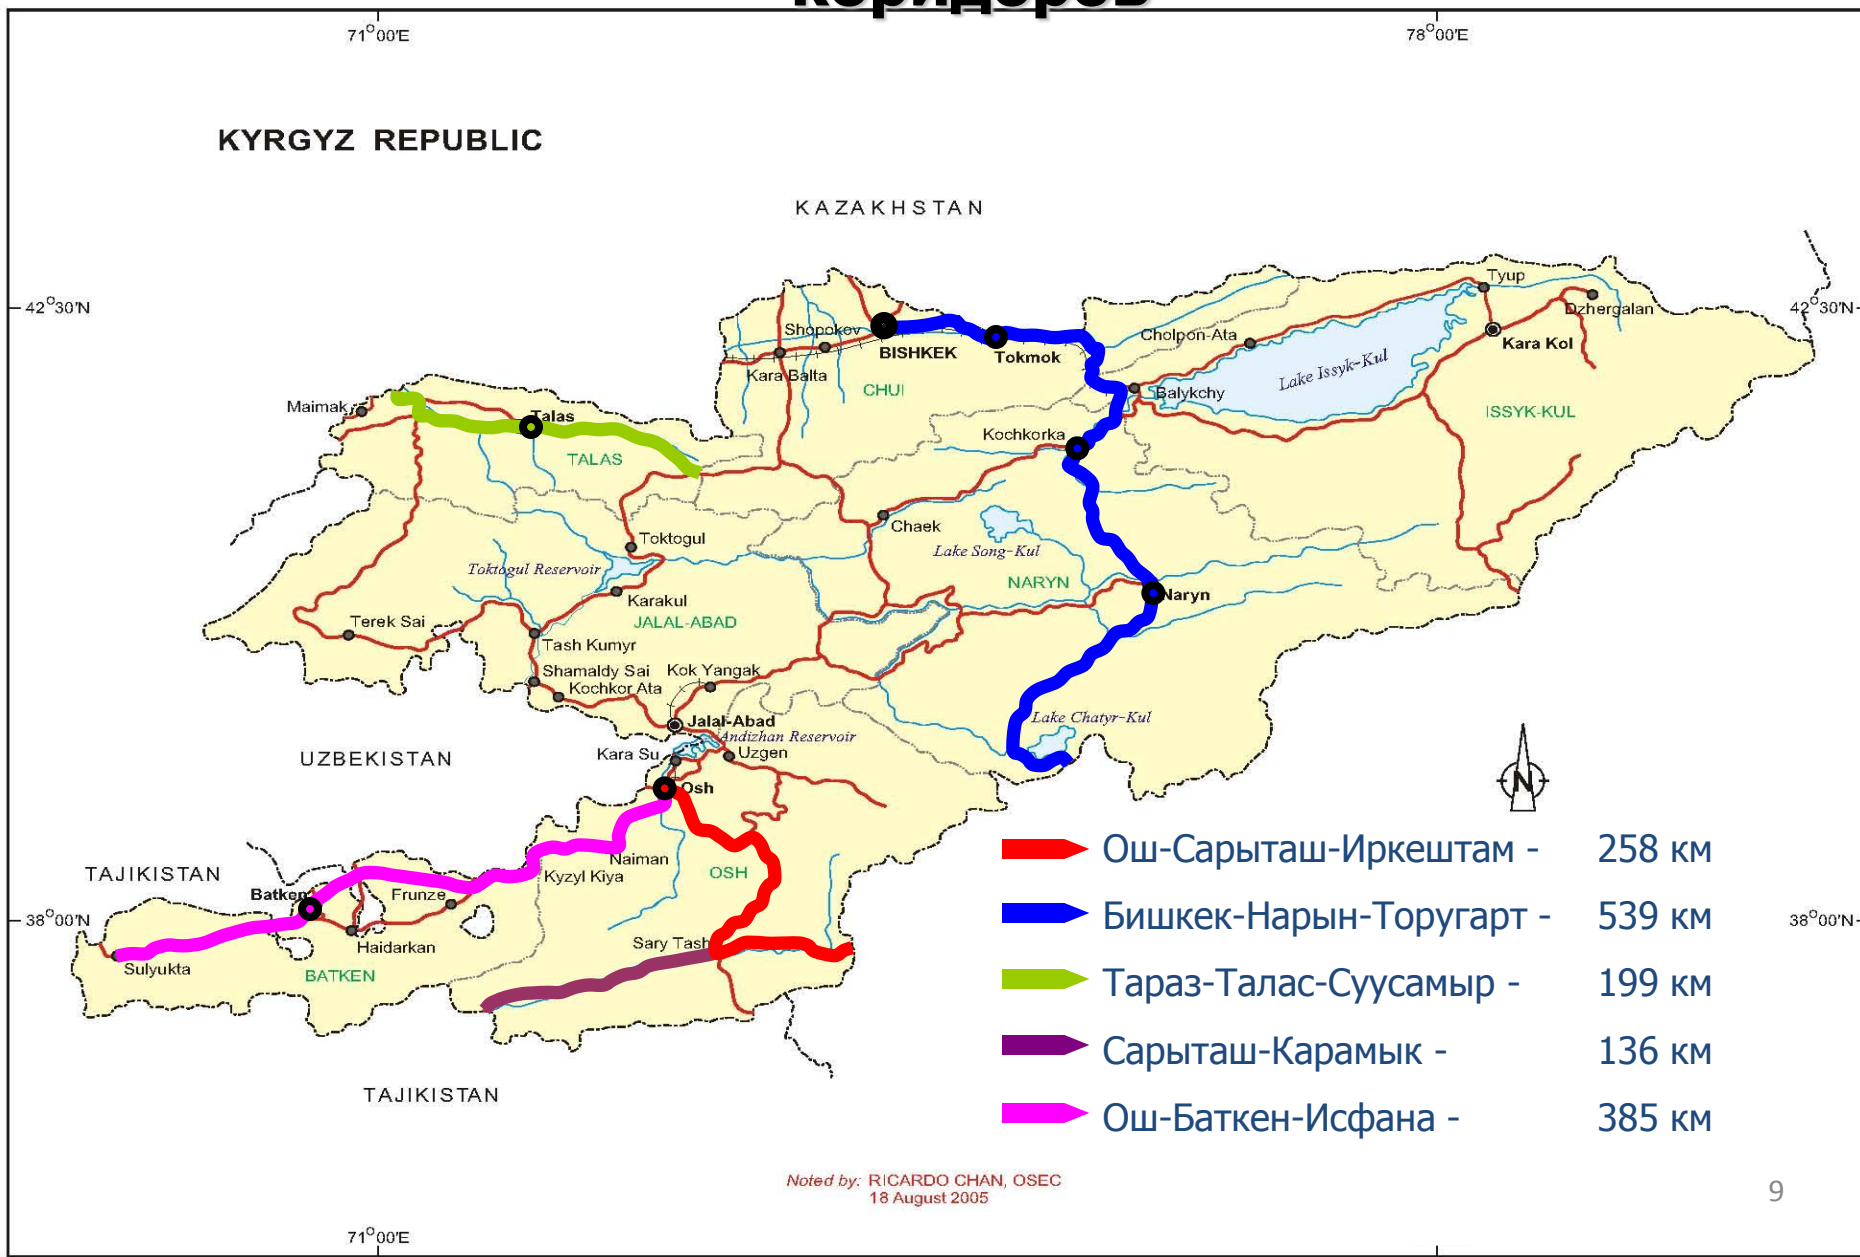 коридоров
71°00'E
78°00'E
KYRGYZ REPUBLIC
KAZAKHSTAN
42°30'N
42°30'N
Tyup
Dzhergalan
Shopokov
BISHKEK
Tokmok
Cholpon-Ata
Kara Kol
Lake Issyk-Kul
Kara Balta
CHUI
Balykchy
Maimak
Talas
ISSYK-KUL
Kochkorka
TALAS
Chaek
Toktogul
Lake Song-Kul
Toktogul Reservoir
NARYN
Naryn
Karakul
Terek Sai
JALAL-ABAD
Tash Kumyr
Shamaldy Sai
Kok Yangak
Kochkor Ata
Jalal-Abad
Lake Chatyr-Kul
Andizhan Reservoir
Kara Su
Uzgen
UZBEKISTAN
Osh
N
Naiman
TAJIKISTAN
Kyzyl Kiya
OSH
Batken
Frunze
38°00'N
38°00'N
Haidarkan
Sary Tash
Sulyukta
BATKEN
TAJIKISTAN
Ош-Сарыташ-Иркештам - 258 км
Бишкек-Нарын-Торугарт - 539 км
Тараз-Талас-Суусамыр - 199 км
Сарыташ-Карамык - 136 км
Ош-Баткен-Исфана - 385 км
Noted by: RICARDO CHAN, OSEC
18 August 2005
9
71°00'E